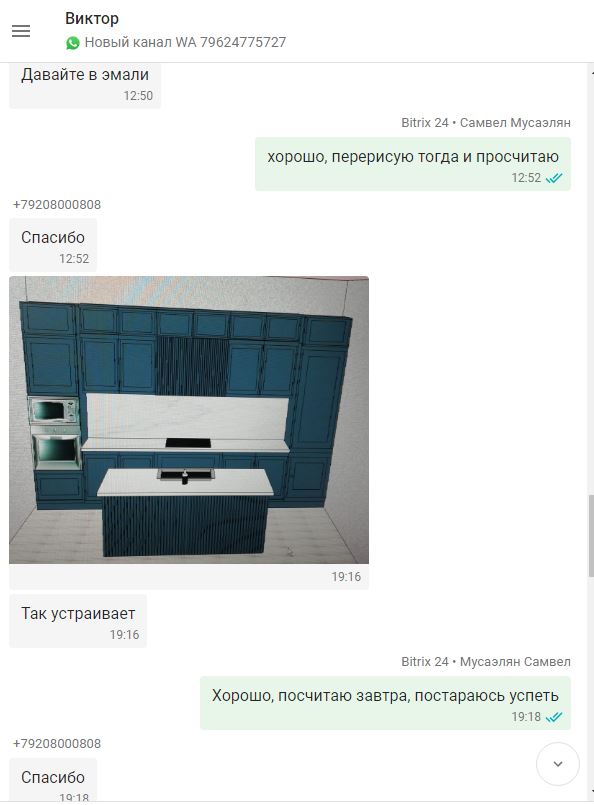 Виктор
Новый канал WA 79624775727
Давайте в эмали
12:50
Bitrix 24 • Самвел Мусаэлян
хорошо, перерисую тогда и просчитаю
12:52
+79208000808
Спасибо
12:52
19:16
Так устраивает
19:16
Bitrix 24 • Мусаэлян Самвел
Хорошо, посчитаю завтра, постараюсь успеть
19:18
+79208000808
Спасибо
19:18